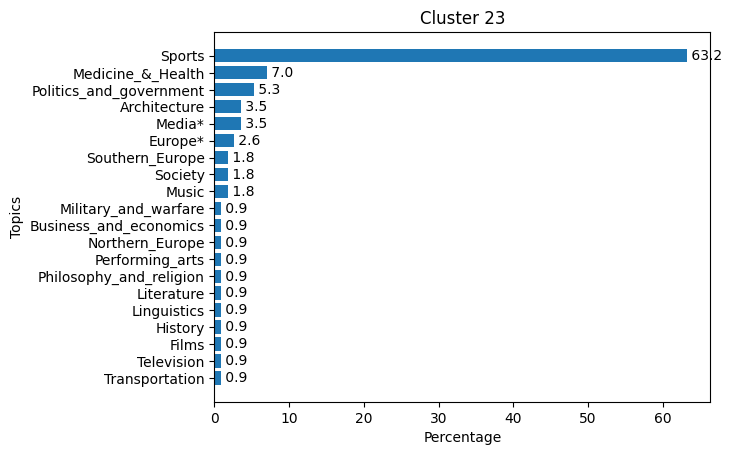 Cluster 23
Topics
Sports 63.2
Medicine_&_Health 7.0
Politics_and_government 5.3
Architecture 3.5
Media* 3.5
Europe* 2.6
Southern_Europe 1.8
Society 1.8
Music 1.8
Military_and_warfare 0.9
Business_and_economics 0.9
Northern_Europe 0.9
Performing_arts 0.9
Philosophy_and_religion 0.9
Literature 0.9
Linguistics 0.9
History 0.9
Films 0.9
Television 0.9
Transportation 0.9
0 10 20 30 40 50 60
Percentage